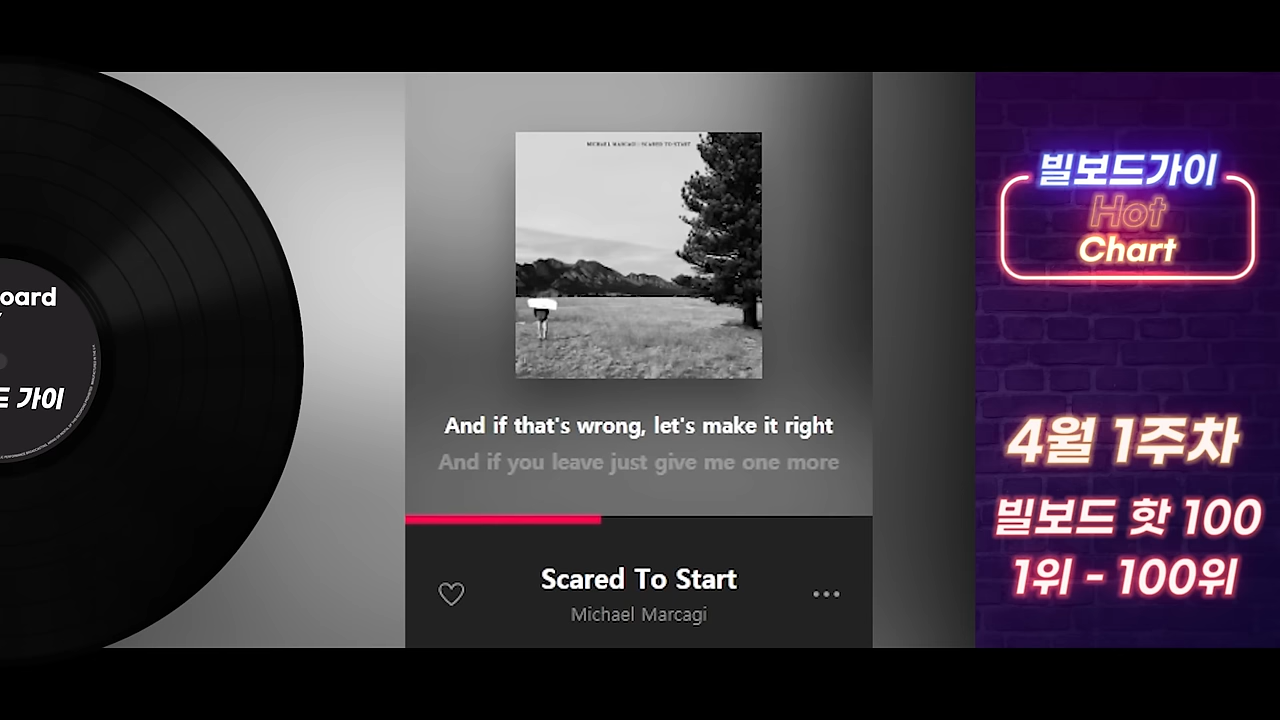 oard
드 가이
MICHAEL MARCAGI - SCARED TO START
And if that's wrong, let's make it right
And if you leave just give me one more
Scared To Start
Michael Marcagi
빌보드가이
Hot
Chart
4월 1주차
빌보드 핫 100
1위 - 100위